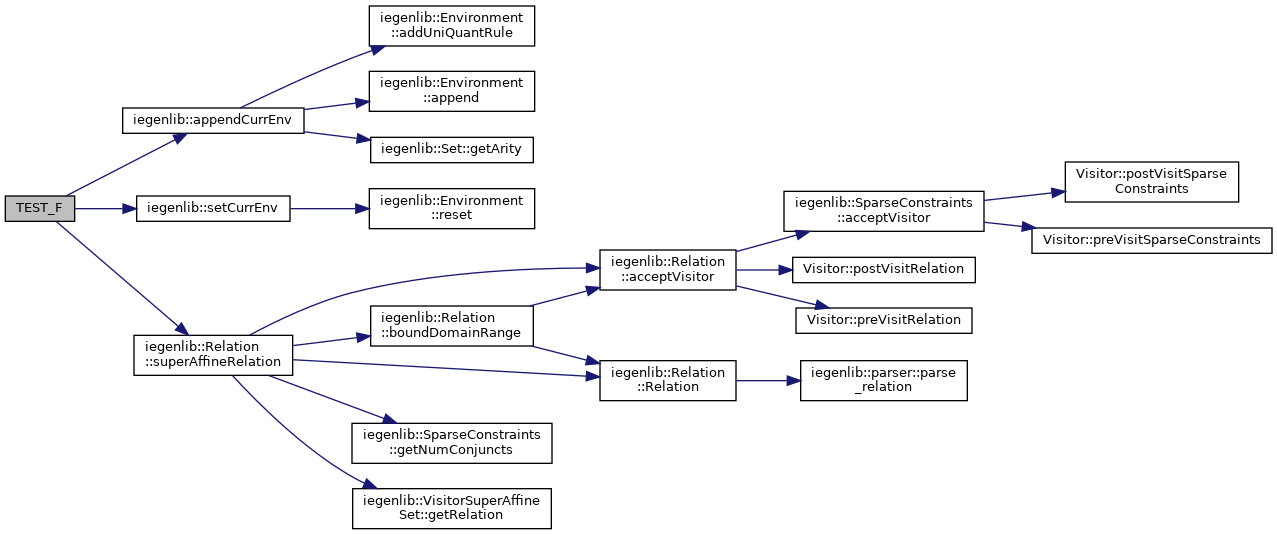 iegenlib::Environment
::addUniQuantRule
iegenlib::Environment
::append
iegenlib::appendCurrEnv
iegenlib::Set::getArity
TEST_F
iegenlib::setCurrEnv
iegenlib::Environment
::reset
iegenlib::SparseConstraints
::acceptVisitor
Visitor::postVisitSparse
Constraints
Visitor::preVisitSparseConstraints
iegenlib::Relation
::acceptVisitor
Visitor::postVisitRelation
Visitor::preVisitRelation
iegenlib::Relation
::boundDomainRange
iegenlib::Relation
::superAffineRelation
iegenlib::Relation
::Relation
iegenlib::parser::parse
_relation
iegenlib::SparseConstraints
::getNumConjuncts
iegenlib::VisitorSuperAffine
Set::getRelation